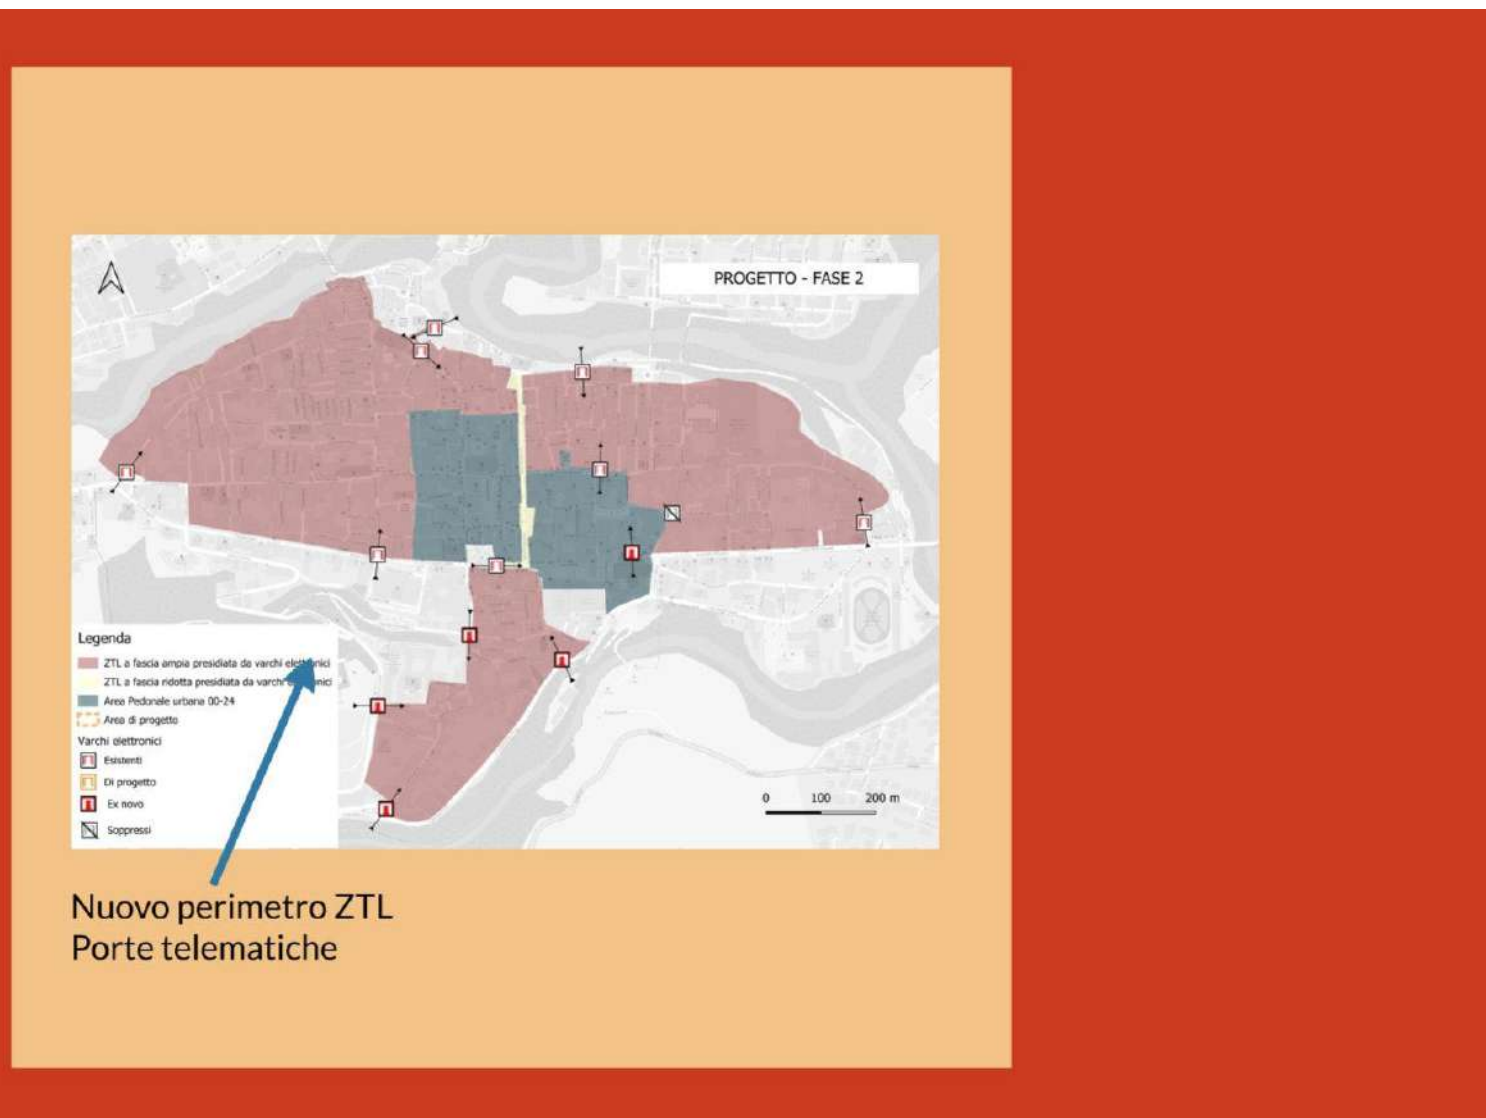 PROGETTO - FASE 2
Legenda
ZTL a fascia ampia presidiata da varchi elettronici
ZTL a fascia ridotta presidiata da varchi elettronici
Area Pedonale urbana 00-24
Area di progetto
Varchi elettronici
Esistenti
Di progetto
Ex novo
Soppressi
0 100 200 m
Nuovo perimetro ZTL
Porte telematiche